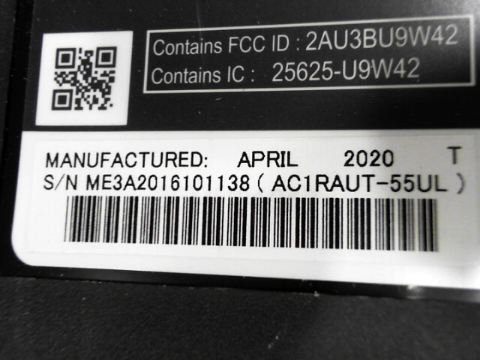 Contains FCC ID : 2AU3BU9W42
Contains IC : 25625-U9W42
MANUFACTURED: APRIL 2020 T
S/N ME3A2016101138 ( AC1RAUT-55UL )